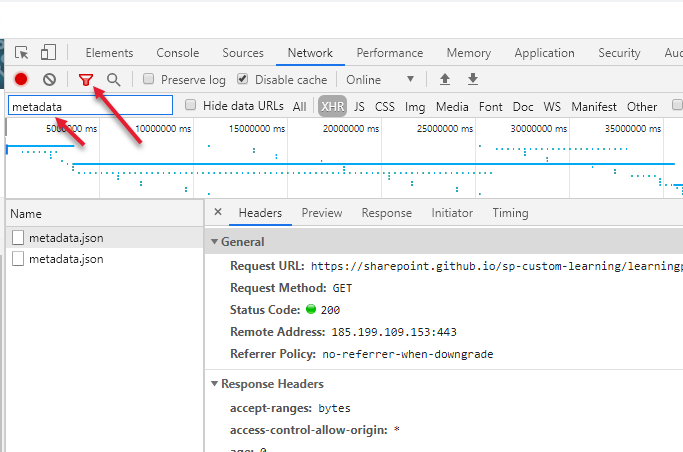 Elements Console Sources Network Performance Memory Application Security
Preserve log Disable cache Online
metadata Hide data URLs All XHR JS CSS Img Media Font Doc WS Manifest Other
5000000 ms 10000000 ms 15000000 ms 20000000 ms 25000000 ms 30000000 ms 35000000 ms
Name × Headers Preview Response Initiator Timing
metadata.json
metadata.json
General
Request URL: https://sharepoint.github.io/sp-custom-learning/learningp
Request Method: GET
Status Code: 200
Remote Address: 185.199.109.153:443
Referrer Policy: no-referrer-when-downgrade
Response Headers
accept-ranges: bytes
access-control-allow-origin: *
age: 0